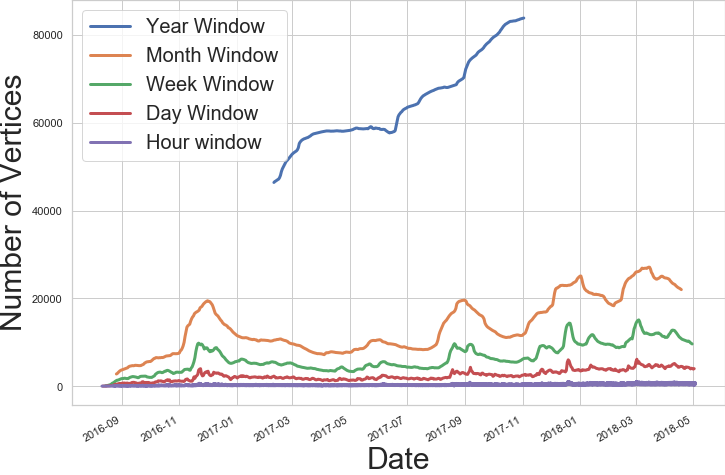 Year Window
Month Window
Week Window
Day Window
Hour window
Number of Vertices
80000
60000
40000
20000
0
2016-09
2016-11
2017-01
2017-03
2017-05
2017-07
2017-09
2017-11
2018-01
2018-03
2018-05
Date